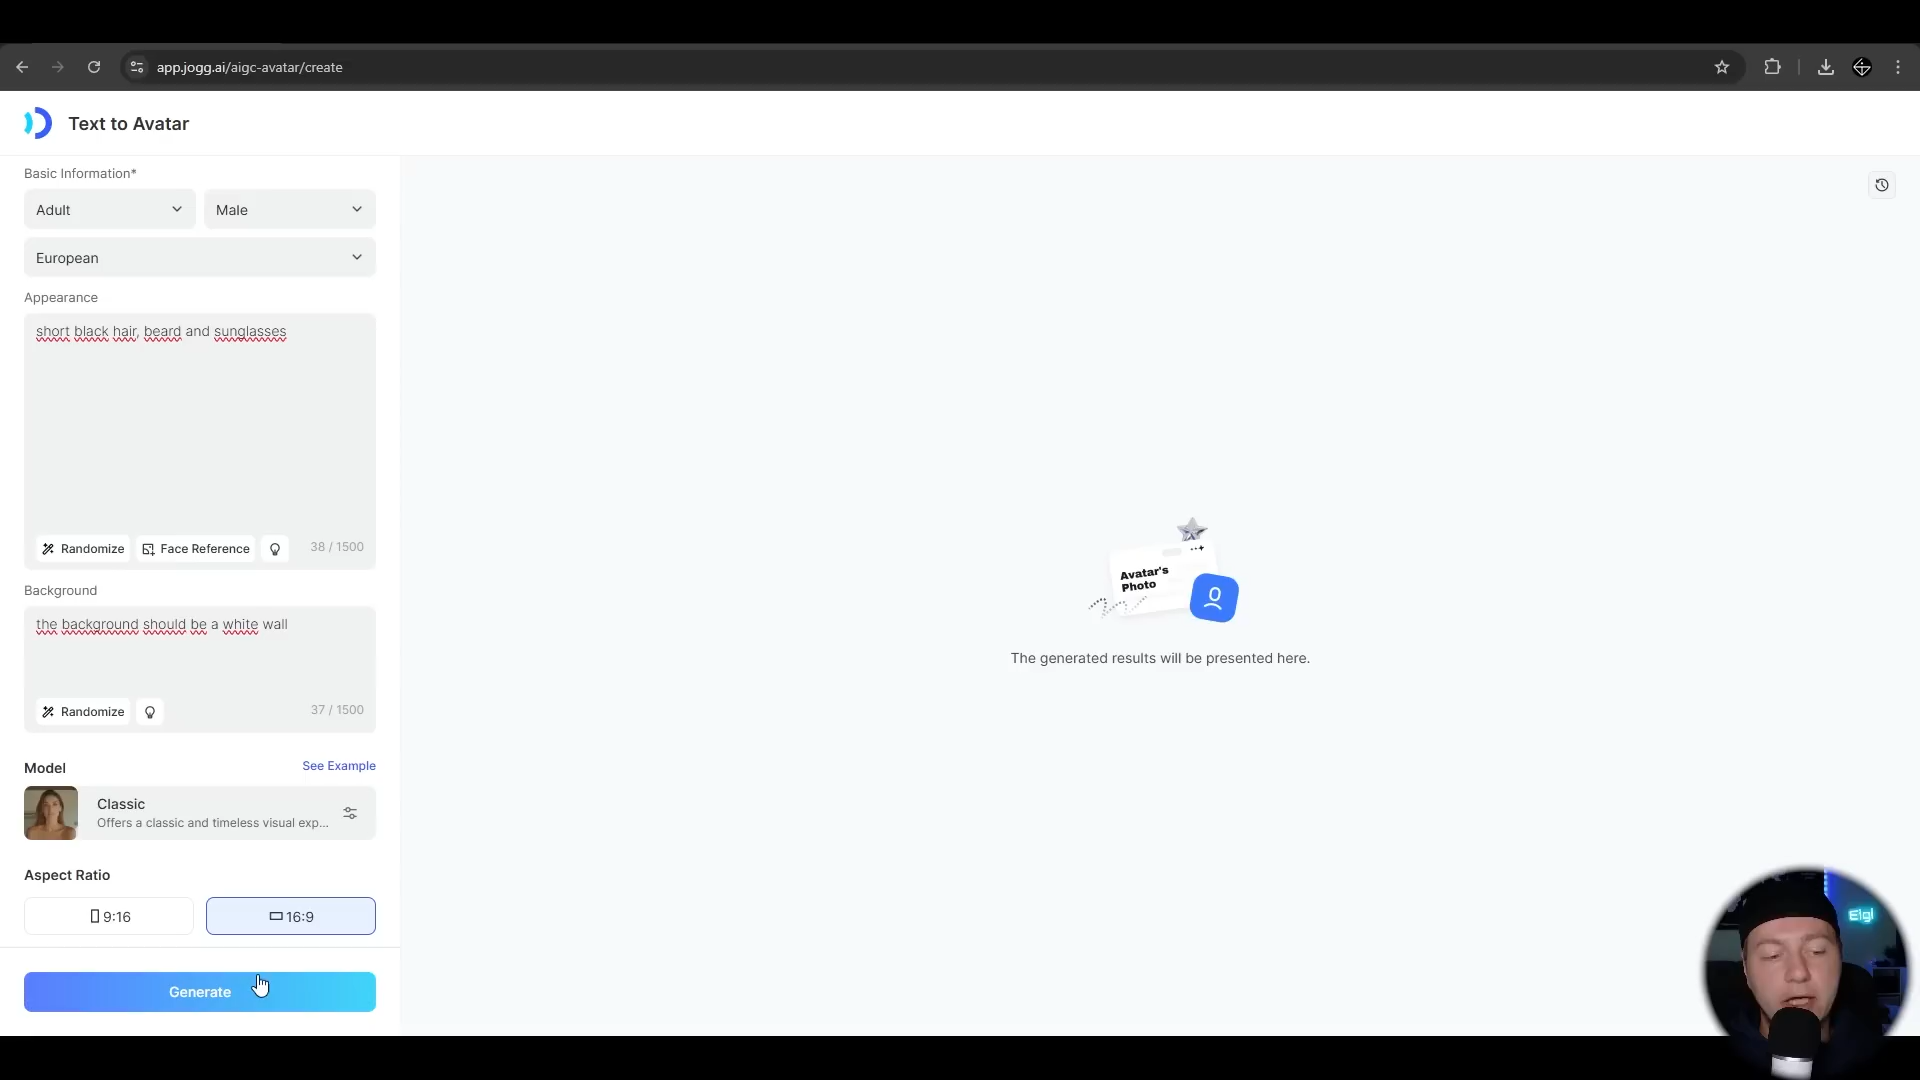 app.jogg.ai/aigc-avatar/create
Text to Avatar
Basic Information*
Adult
Male
European
Appearance
short black hair, beard and sunglasses
Randomize
Face Reference
38 / 1500
Background
the background should be a white wall
Randomize
37 / 1500
Model
See Example
Classic
Offers a classic and timeless visual exp...
Aspect Ratio
9:16
16:9
Generate
Avatar's
Photo
The generated results will be presented here.